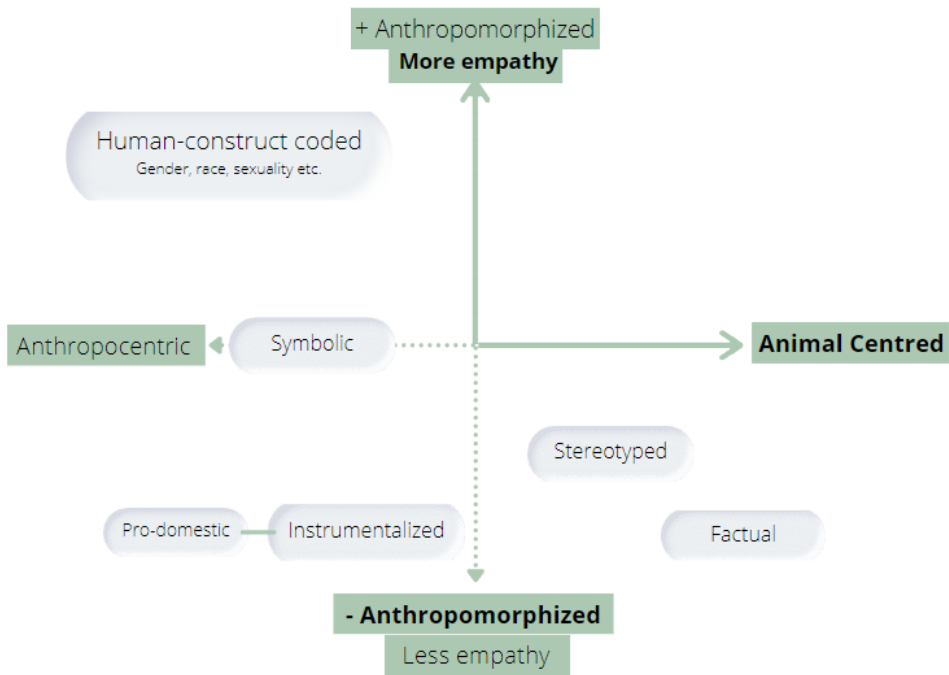 + Anthropomorphized
More empathy
Human-construct coded
Gender, race, sexuality etc.
Anthropocentric
Symbolic
Animal Centred
Stereotyped
Pro-domestic
Instrumentalized
Factual
- Anthropomorphized
Less empathy